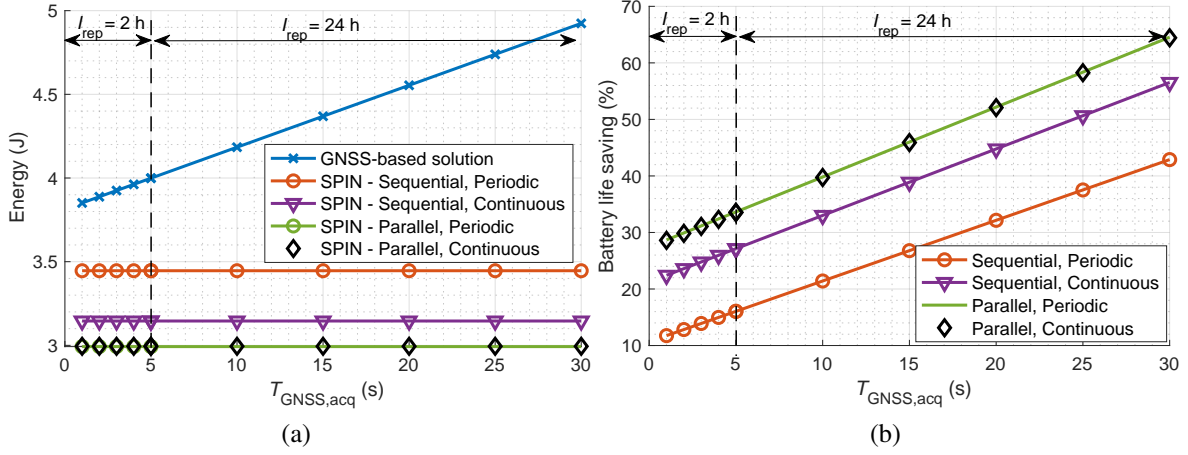 I_rep = 2 h
I_rep = 24 h
5
4.5
4
3.5
3
Energy (J)
GNSS-based solution
SPIN - Sequential, Periodic
SPIN - Sequential, Continuous
SPIN - Parallel, Periodic
SPIN - Parallel, Continuous
0 5 10 15 20 25 30
T_GNSS,acq (s)
(a)
I_rep = 2 h
I_rep = 24 h
70
60
50
40
30
20
10
Battery life saving (%)
Sequential, Periodic
Sequential, Continuous
Parallel, Periodic
Parallel, Continuous
0 5 10 15 20 25 30
T_GNSS,acq (s)
(b)